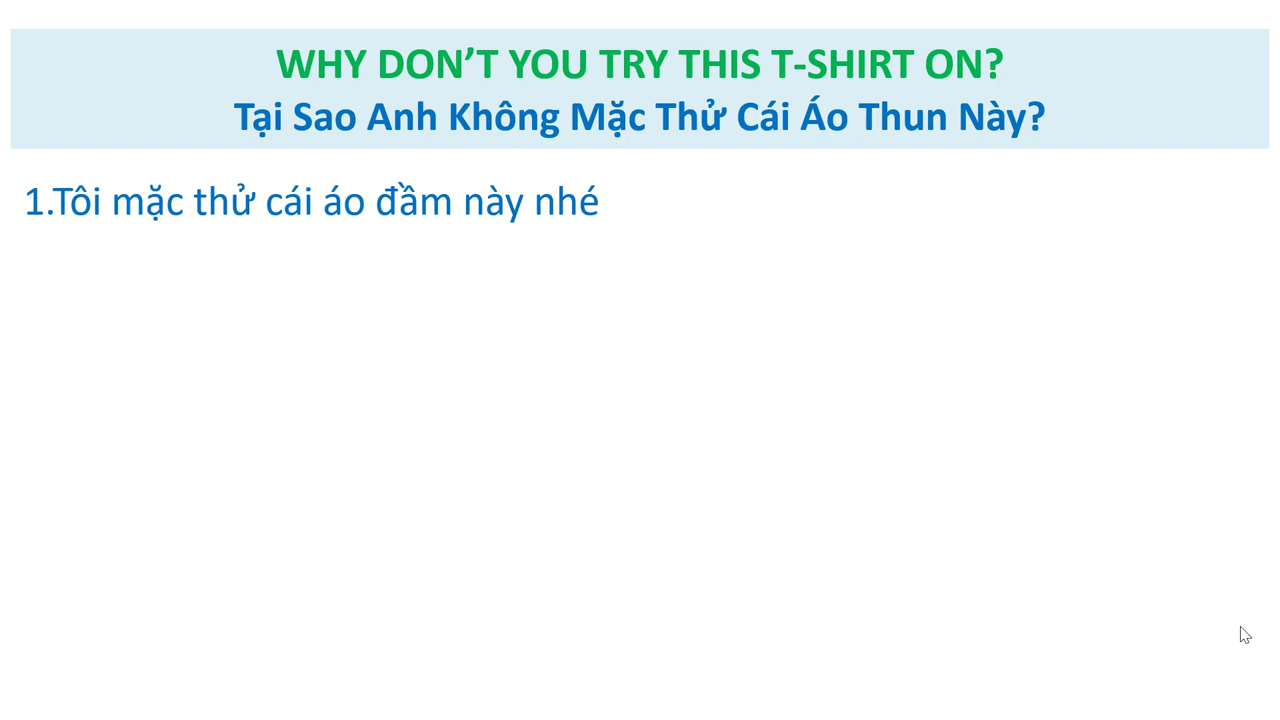 WHY DON’T YOU TRY THIS T-SHIRT ON?
Tại Sao Anh Không Mặc Thử Cái Áo Thun Này?
1.Tôi mặc thử cái áo đầm này nhé